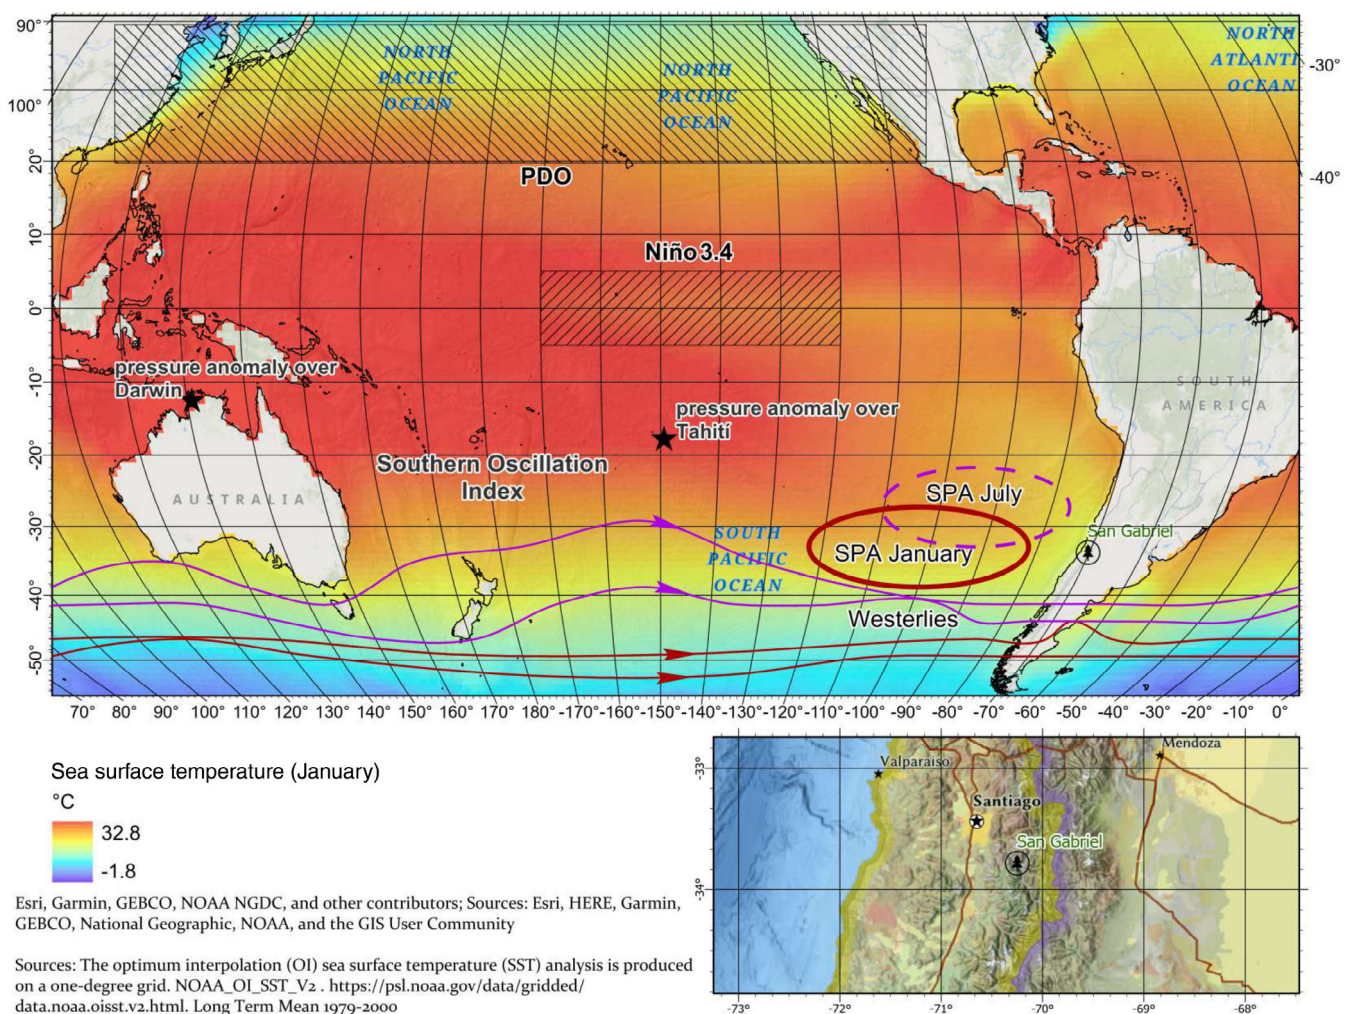 90°
100°
20°
10°
0°
-10°
-20°
-30°
-40°
-50°
-30°
-40°
NORTH
PACIFIC
OCEAN
NORTH
PACIFIC
OCEAN
NORTH
ATLANTI
OCEAN
PDO
Niño3.4
pressure anomaly over
Darwin
pressure anomaly over
Tahití
Southern Oscillation
Index
AUSTRALIA
SOUTH
AMERICA
SOUTH
PACIFIC
OCEAN
SPA July
SPA January
San Gabriel
Westerlies
70° 80° 90° 100° 110° 120° 130° 140° 150° 160° 170° 180° -170° -160° -150° -140° -130° -120° -110° -100° -90° -80° -70° -60° -50° -40° -30° -20° -10° 0°
Sea surface temperature (January)
°C
32.8
-1.8
Esri, Garmin, GEBCO, NOAA NGDC, and other contributors; Sources: Esri, HERE, Garmin,
GEBCO, National Geographic, NOAA, and the GIS User Community
Sources: The optimum interpolation (OI) sea surface temperature (SST) analysis is produced
on a one-degree grid. NOAA_OI_SST_V2 . https://psl.noaa.gov/data/gridded/
data.noaa.oisst.v2.html. Long Term Mean 1979-2000
Mendoza
Valparaiso
Santiago
San Gabriel
-33°
-34°
-73° -72° -71° -70° -69° -68°